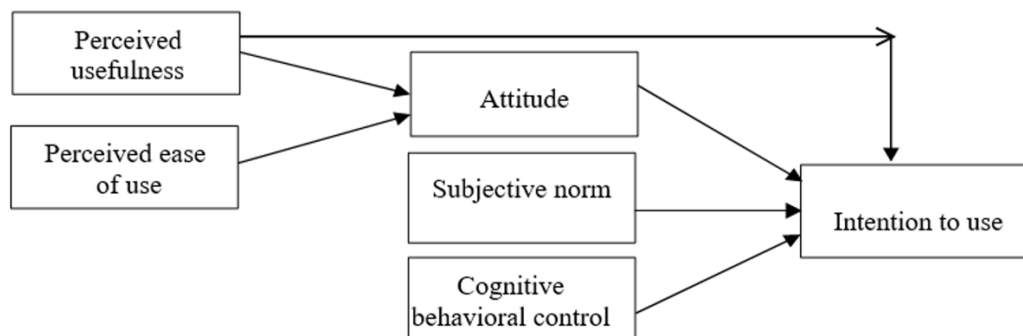 Perceived
usefulness
Attitude
Perceived ease
of use
Subjective norm
Intention to use
Cognitive
behavioral control